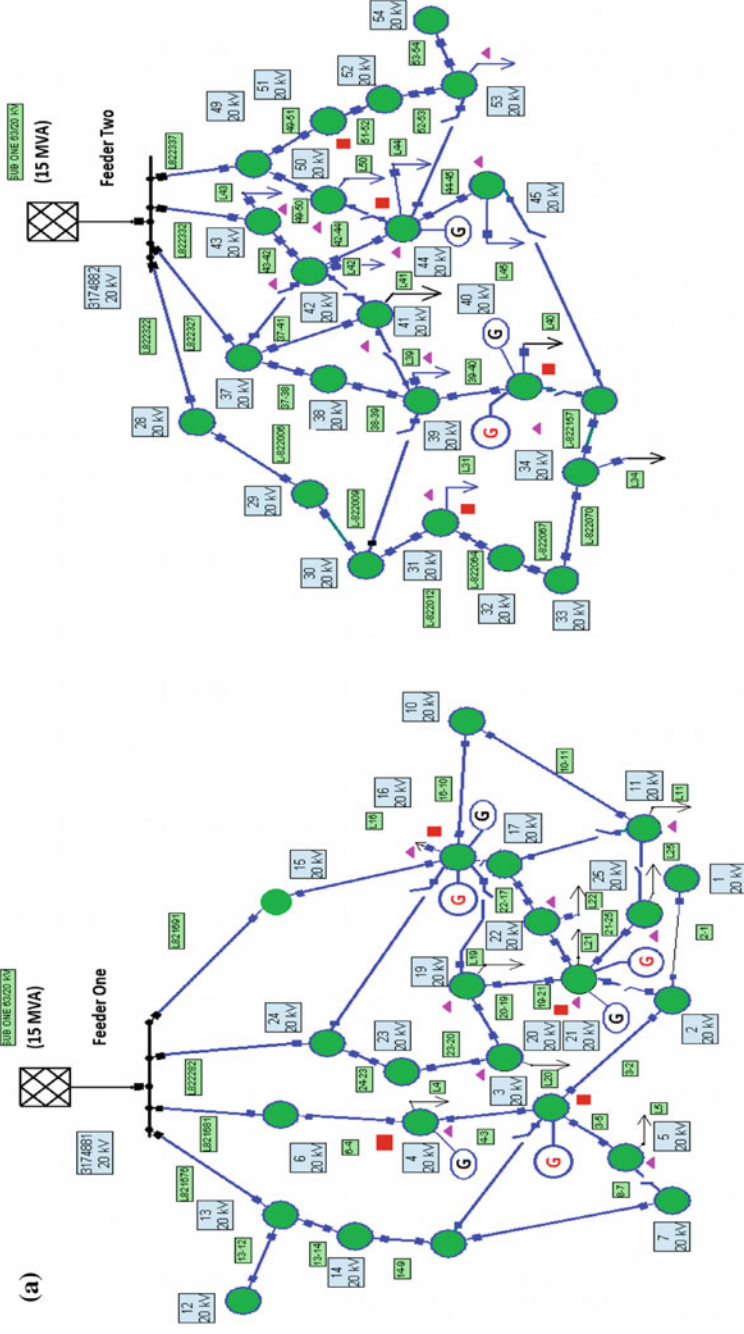 (a)
SUB ONE 63/20 KV
(15 MVA)
Feeder One
3174881
20 kV
L821676
L821681
L822282
L821691
12
20 kV
13
20 kV
13-12
13-14
14
20 kV
14-9
6
20 kV
6-4
4
20 kV
L4
4-3
24
20 kV
24-23
23
20 kV
23-20
15
20 kV
16
20 kV
L16
16-10
10
20 kV
10-11
17
20 kV
22-17
19
20 kV
L19
20-19
19-21
20
20 kV
L20
21
20 kV
L21
22
20 kV
L22
21-25
25
20 kV
L25
11
20 kV
L11
1
20 kV
2-1
2
20 kV
3-2
3
20 kV
3-5
5
20 kV
L5
8-7
7
20 kV
G
G
G
G
G
G
SUB ONE 63/20 KV
(15 MVA)
Feeder Two
3174882
20 kV
L822322
L822327
L822332
L822337
28
20 kV
L-822006
29
20 kV
L-822009
30
20 kV
L-822012
31
20 kV
L31
L-822064
32
20 kV
L-822067
33
20 kV
L-822070
34
20 kV
L34
L-822157
37
20 kV
37-41
37-38
38
20 kV
38-39
39
20 kV
L39
39-40
40
20 kV
L40
41
20 kV
L41
42
20 kV
L42
43-42
42-44
43
20 kV
L43
44
20 kV
L44
44-45
45
20 kV
L45
49
20 kV
49-50
49-51
50
20 kV
L50
51
20 kV
51-52
52
20 kV
52-53
53
20 kV
53-54
54
20 kV
G
G
G